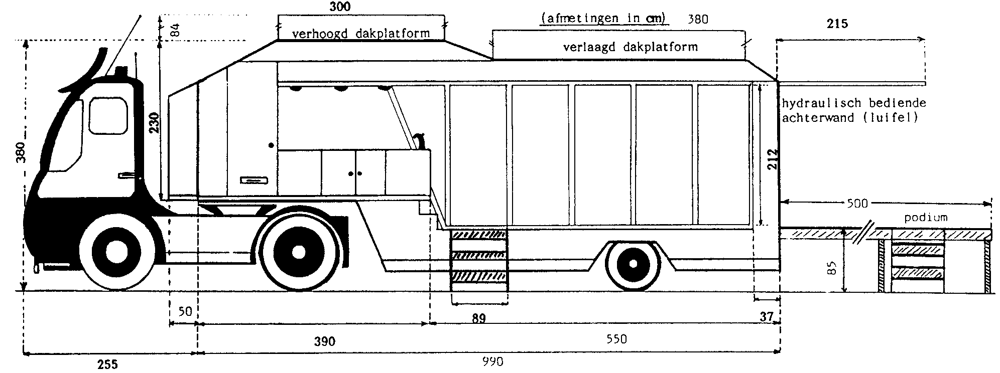 300
(afmetingen in cm) 380
215
84
verhoogd dakplatform
verlaagd dakplatform
hydraulisch bediende
achterwand (luifel)
230
380
212
500
podium
85
50
89
37
390
550
255
990